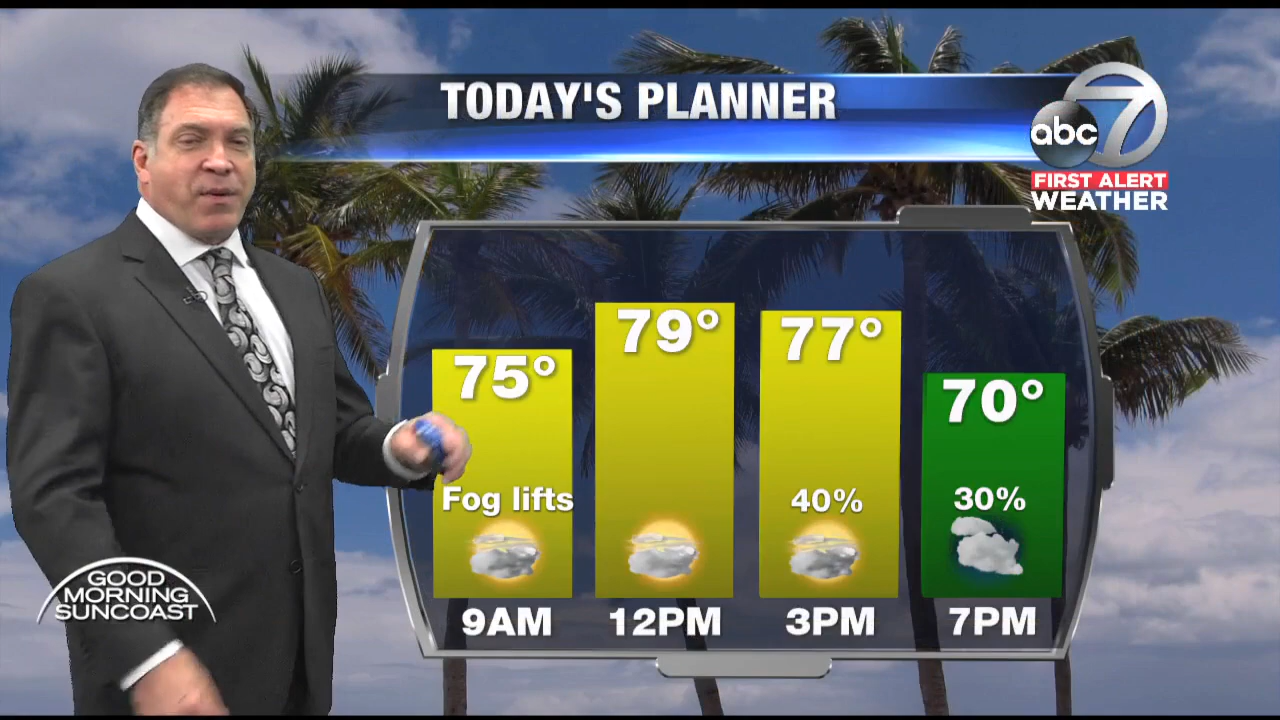 TODAY'S PLANNER
abc 7
FIRST ALERT
WEATHER
75° 79° 77° 70°
Fog lifts 40% 30%
9AM 12PM 3PM 7PM
GOOD
MORNING
SUNCOAST